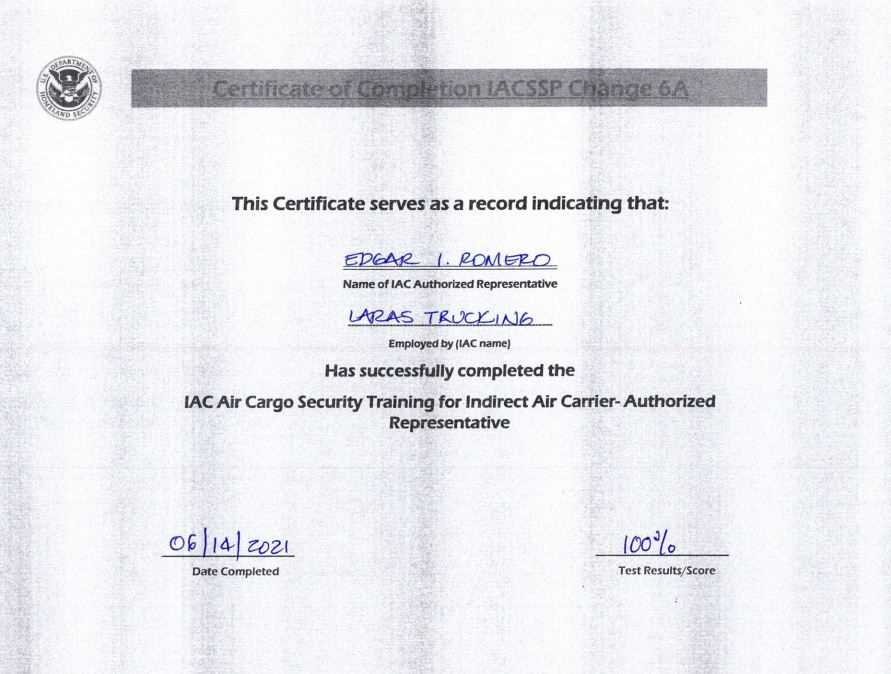 U.S. DEPARTMENT OF HOMELAND SECURITY
Certificate of Completion IACSSP Change 6A
This Certificate serves as a record indicating that:
EDGAR I. ROMERO
Name of IAC Authorized Representative
LARAS TRUCKING
Employed by (IAC name)
Has successfully completed the
IAC Air Cargo Security Training for Indirect Air Carrier- Authorized
Representative
06/14/2021 100%
Date Completed Test Results/Score